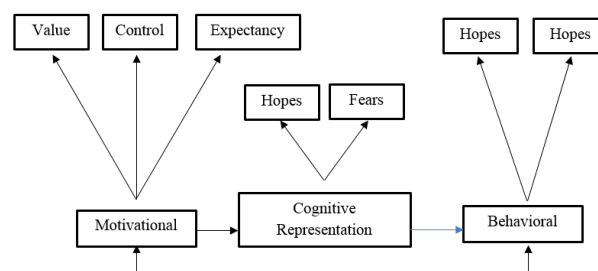 Value
Control
Expectancy
Hopes
Hopes
Hopes
Fears
Motivational
Cognitive
Representation
Behavioral